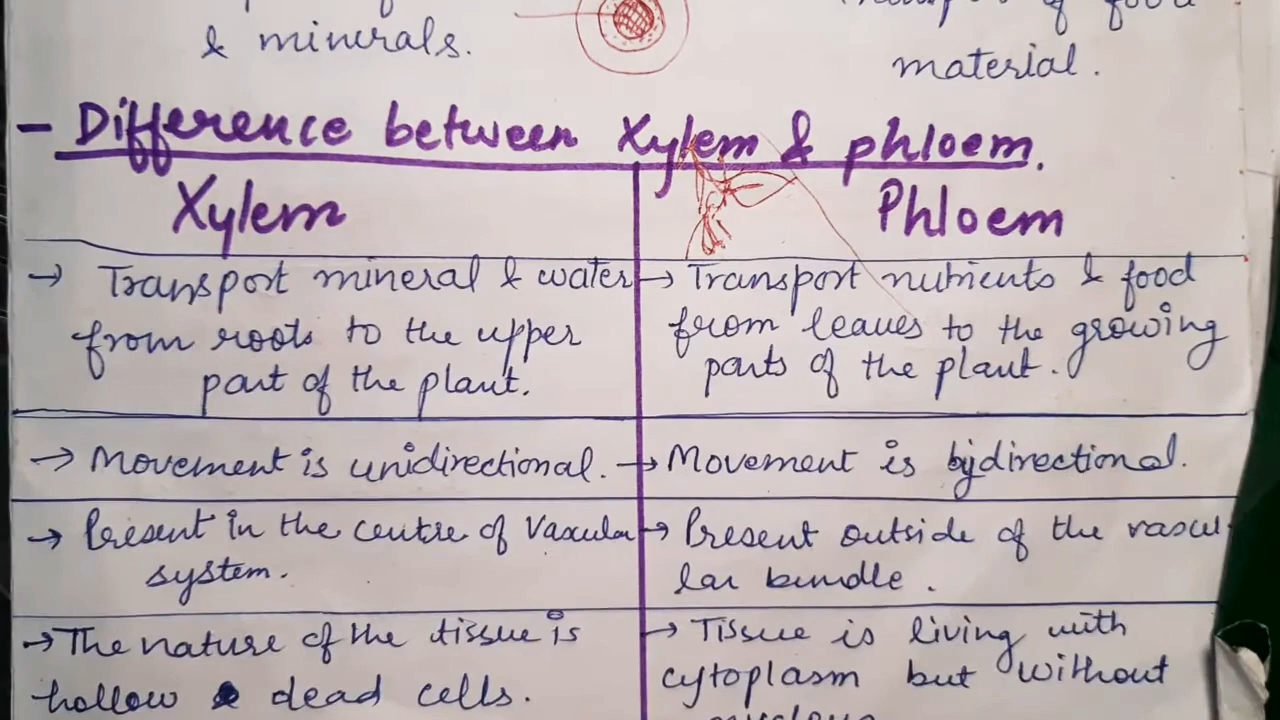 & minerals.
material.
- Difference between Xylem & phloem.
Xylem
Phloem
→ Transport mineral & water
from roots to the upper
part of the plant.
→ Transport nutrients & food
from leaves to the growing
parts of the plant.
→ Movement is unidirectional.
→ Movement is bidirectional.
→ Present in the centre of Vascular
system.
→ Present outside of the vascu
lar bundle.
→ The nature of the tissue is
hollow & dead cells.
→ Tissue is living with
cytoplasm but without